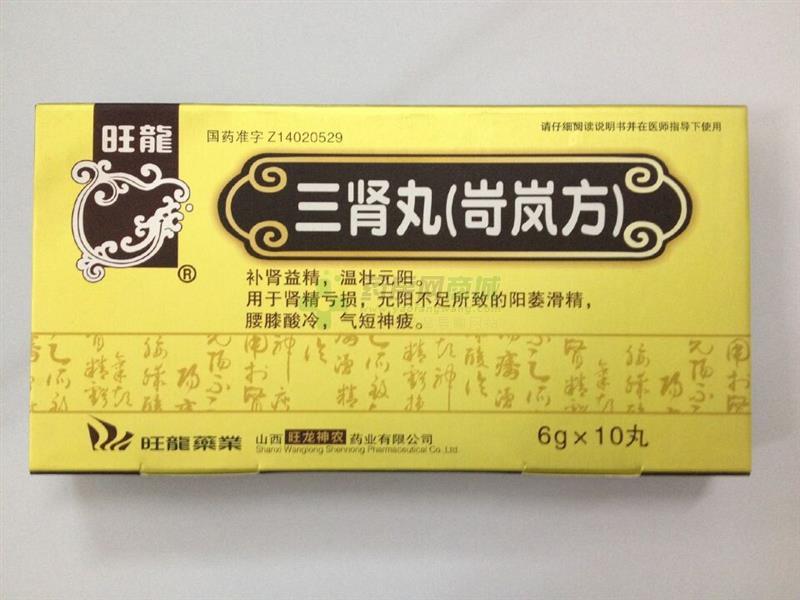 旺龍
®
国药准字 Z14020529
请仔细阅读说明书并在医师指导下使用
三肾丸(岢岚方)
补肾益精，温壮元阳。
用于肾精亏损，元阳不足所致的阳萎滑精，
腰膝酸冷，气短神疲。
旺龍藥業
山西旺龙神农药业有限公司
Shanxi Wanglong Shennong Pharmaceutical Co.,Ltd.
6g×10丸